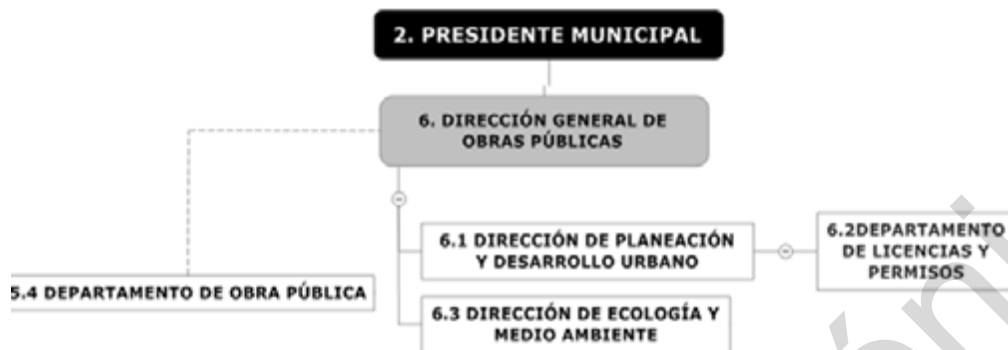 2. PRESIDENTE MUNICIPAL
6. DIRECCIÓN GENERAL DE
OBRAS PÚBLICAS
6.1 DIRECCIÓN DE PLANEACIÓN
Y DESARROLLO URBANO
6.2DEPARTAMENTO
DE LICENCIAS Y
PERMISOS
5.4 DEPARTAMENTO DE OBRA PÚBLICA
6.3 DIRECCIÓN DE ECOLOGÍA Y
MEDIO AMBIENTE